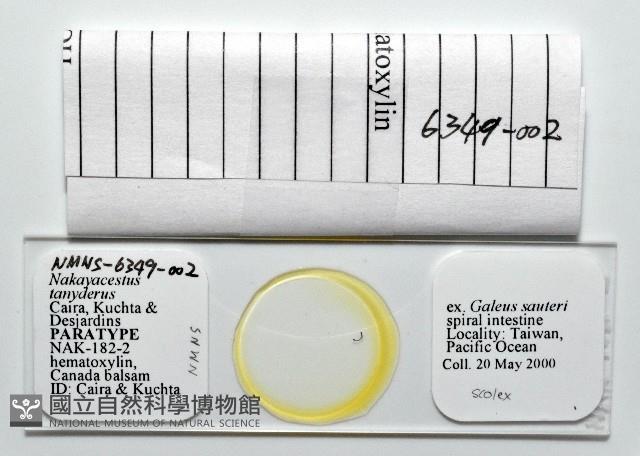 atoxylin
6349-002
NMNS-6349-002
Nakayacestus
tanyderus
Caira, Kuchta &
Desjardins
PARATYPE
NAK-182-2
hematoxylin,
Canada balsam
ID: Caira & Kuchta
NMNS
ex. Galeus sauteri
spiral intestine
Locality: Taiwan,
Pacific Ocean
Coll. 20 May 2000
scolex
國立自然科學博物館
NATIONAL MUSEUM OF NATURAL SCIENCE